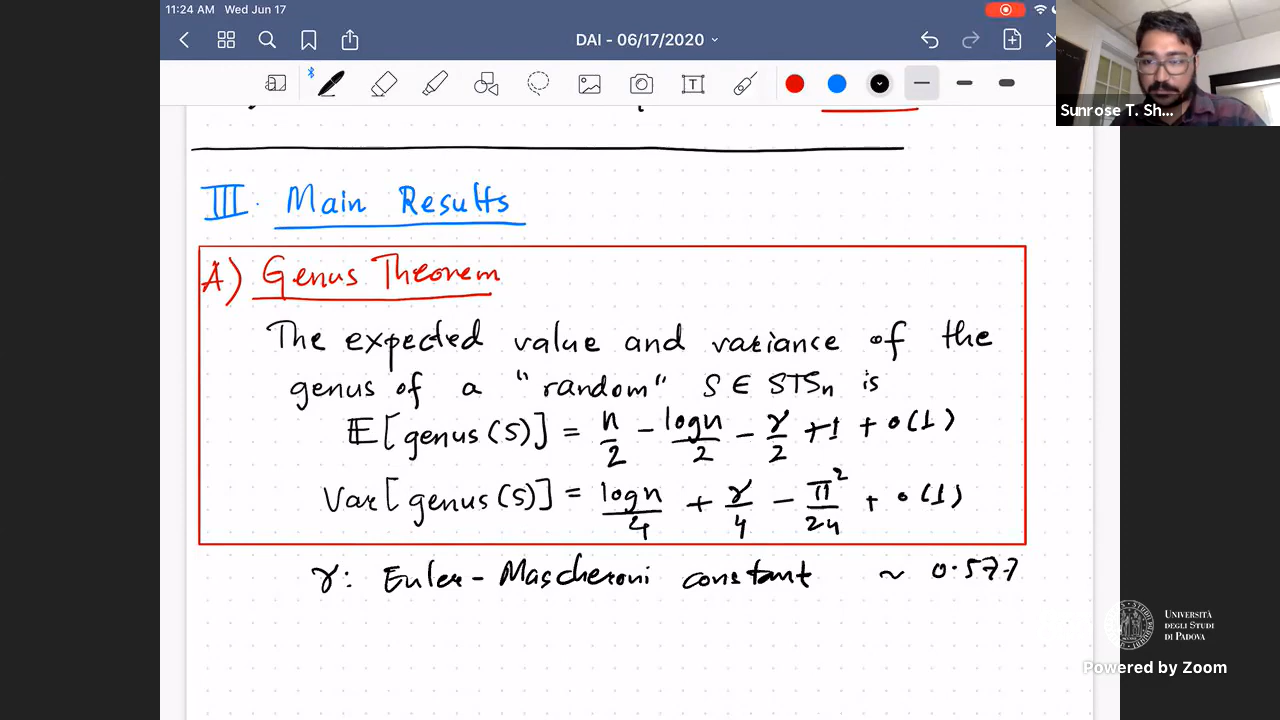 11:24 AM Wed Jun 17
DAI - 06/17/2020
Sunrose T. Sh...
III. Main Results
A) Genus Theorem
The expected value and variance of the
genus of a "random" S ∈ STSₙ is
𝔼[genus(S)] = n/2 - log n/2 - γ/2 + 1 + o(1)
Var[genus(S)] = log n/4 + γ/4 - π²/24 + o(1)
γ: Euler-Mascheroni constant ~ 0.577
UNIVERSITÀ
DEGLI STUDI
DI PADOVA
Powered by Zoom